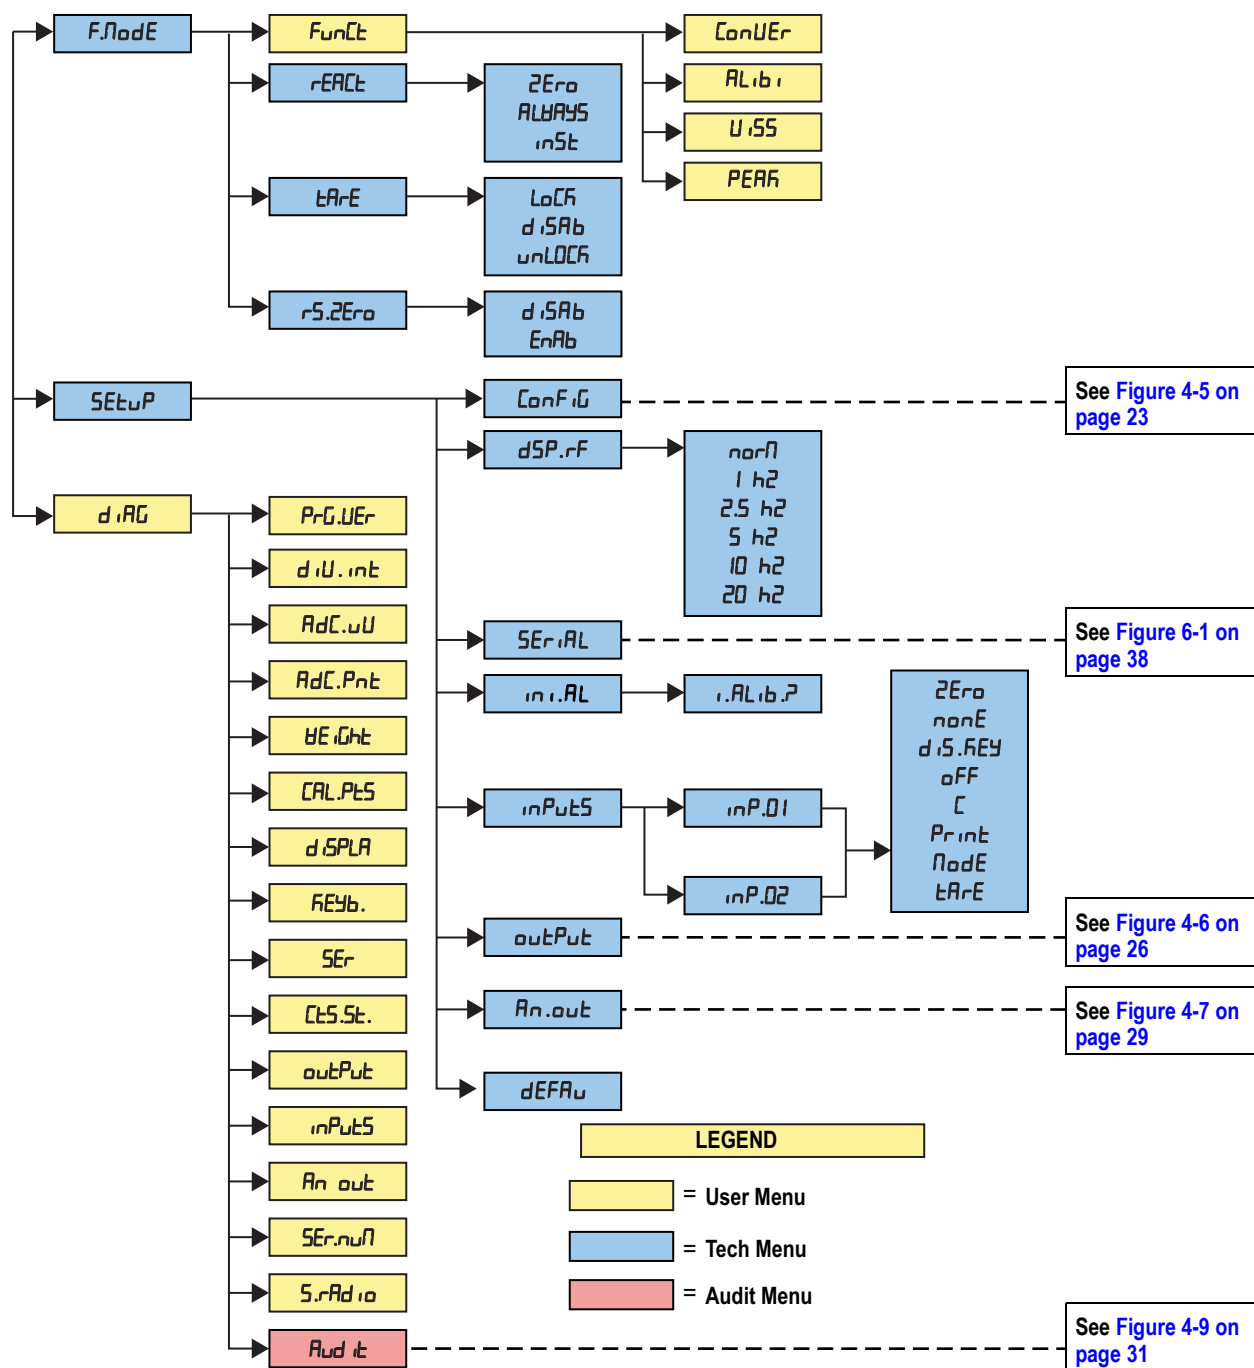 F.ModE
FunCt
ConVEr
ALibi
ViSS
PEAK
rEACt
ZEro
ALWAYS
inSt
tArE
LoCK
diSAb
unLOCK
rS.ZEro
diSAb
EnAb
SEtuP
ConFiG
See Figure 4-5 on
page 23
dSP.rF
norM
1 hZ
2.5 hZ
5 hZ
10 hZ
20 hZ
SEriAL
See Figure 6-1 on
page 38
ini.AL
i.ALib.?
inPutS
inP.01
inP.02
ZEro
nonE
diS.KEY
oFF
C
Print
ModE
tArE
outPut
See Figure 4-6 on
page 26
An.out
See Figure 4-7 on
page 29
dEFAu
diAG
PrG.VEr
diV.int
AdC.uV
AdC.Pnt
WEiGht
CAL.PtS
diSPLA
KEYb.
SEr
CtS.St.
outPut
inPutS
An out
SEr.nuM
S.rAdio
Audit
See Figure 4-9 on
page 31
LEGEND
= User Menu
= Tech Menu
= Audit Menu